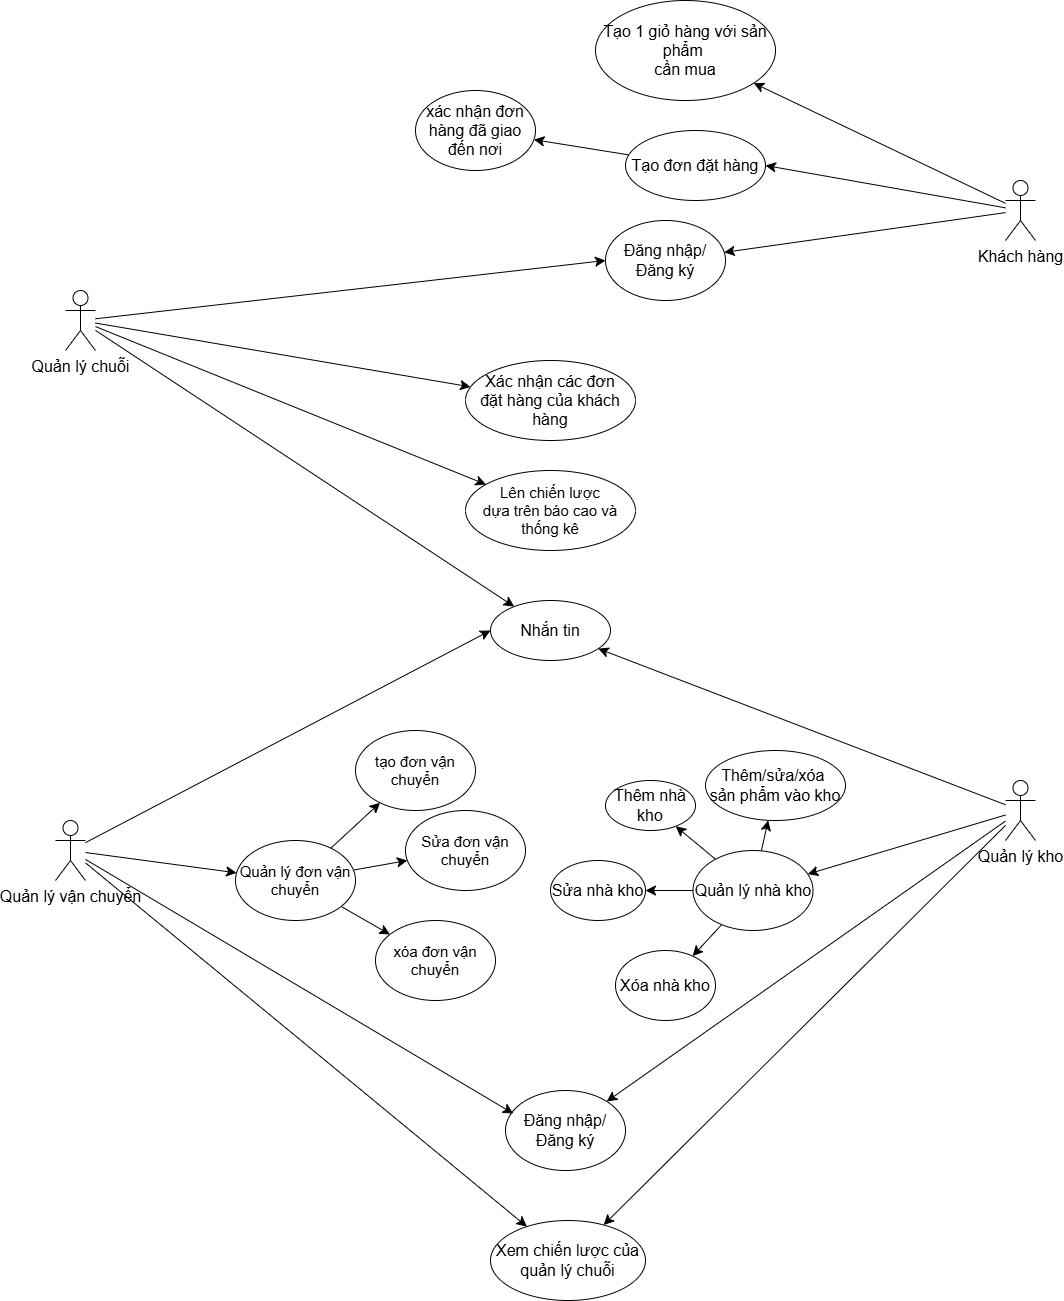 Tạo 1 giỏ hàng với sản
phẩm
cần mua
xác nhận đơn
hàng đã giao
đến nơi
Tạo đơn đặt hàng
Khách hàng
Đăng nhập/
Đăng ký
Quản lý chuỗi
Xác nhận các đơn
đặt hàng của khách
hàng
Lên chiến lược
dựa trên báo cao và
thống kê
Nhắn tin
tạo đơn vận
chuyển
Thêm/sửa/xóa
sản phẩm vào kho
Thêm nhà
kho
Sửa đơn vận
chuyển
Quản lý kho
Quản lý đơn vận
chuyển
Quản lý vận chuyển
Sửa nhà kho
Quản lý nhà kho
xóa đơn vận
chuyển
Xóa nhà kho
Đăng nhập/
Đăng ký
Xem chiến lược của
quản lý chuỗi